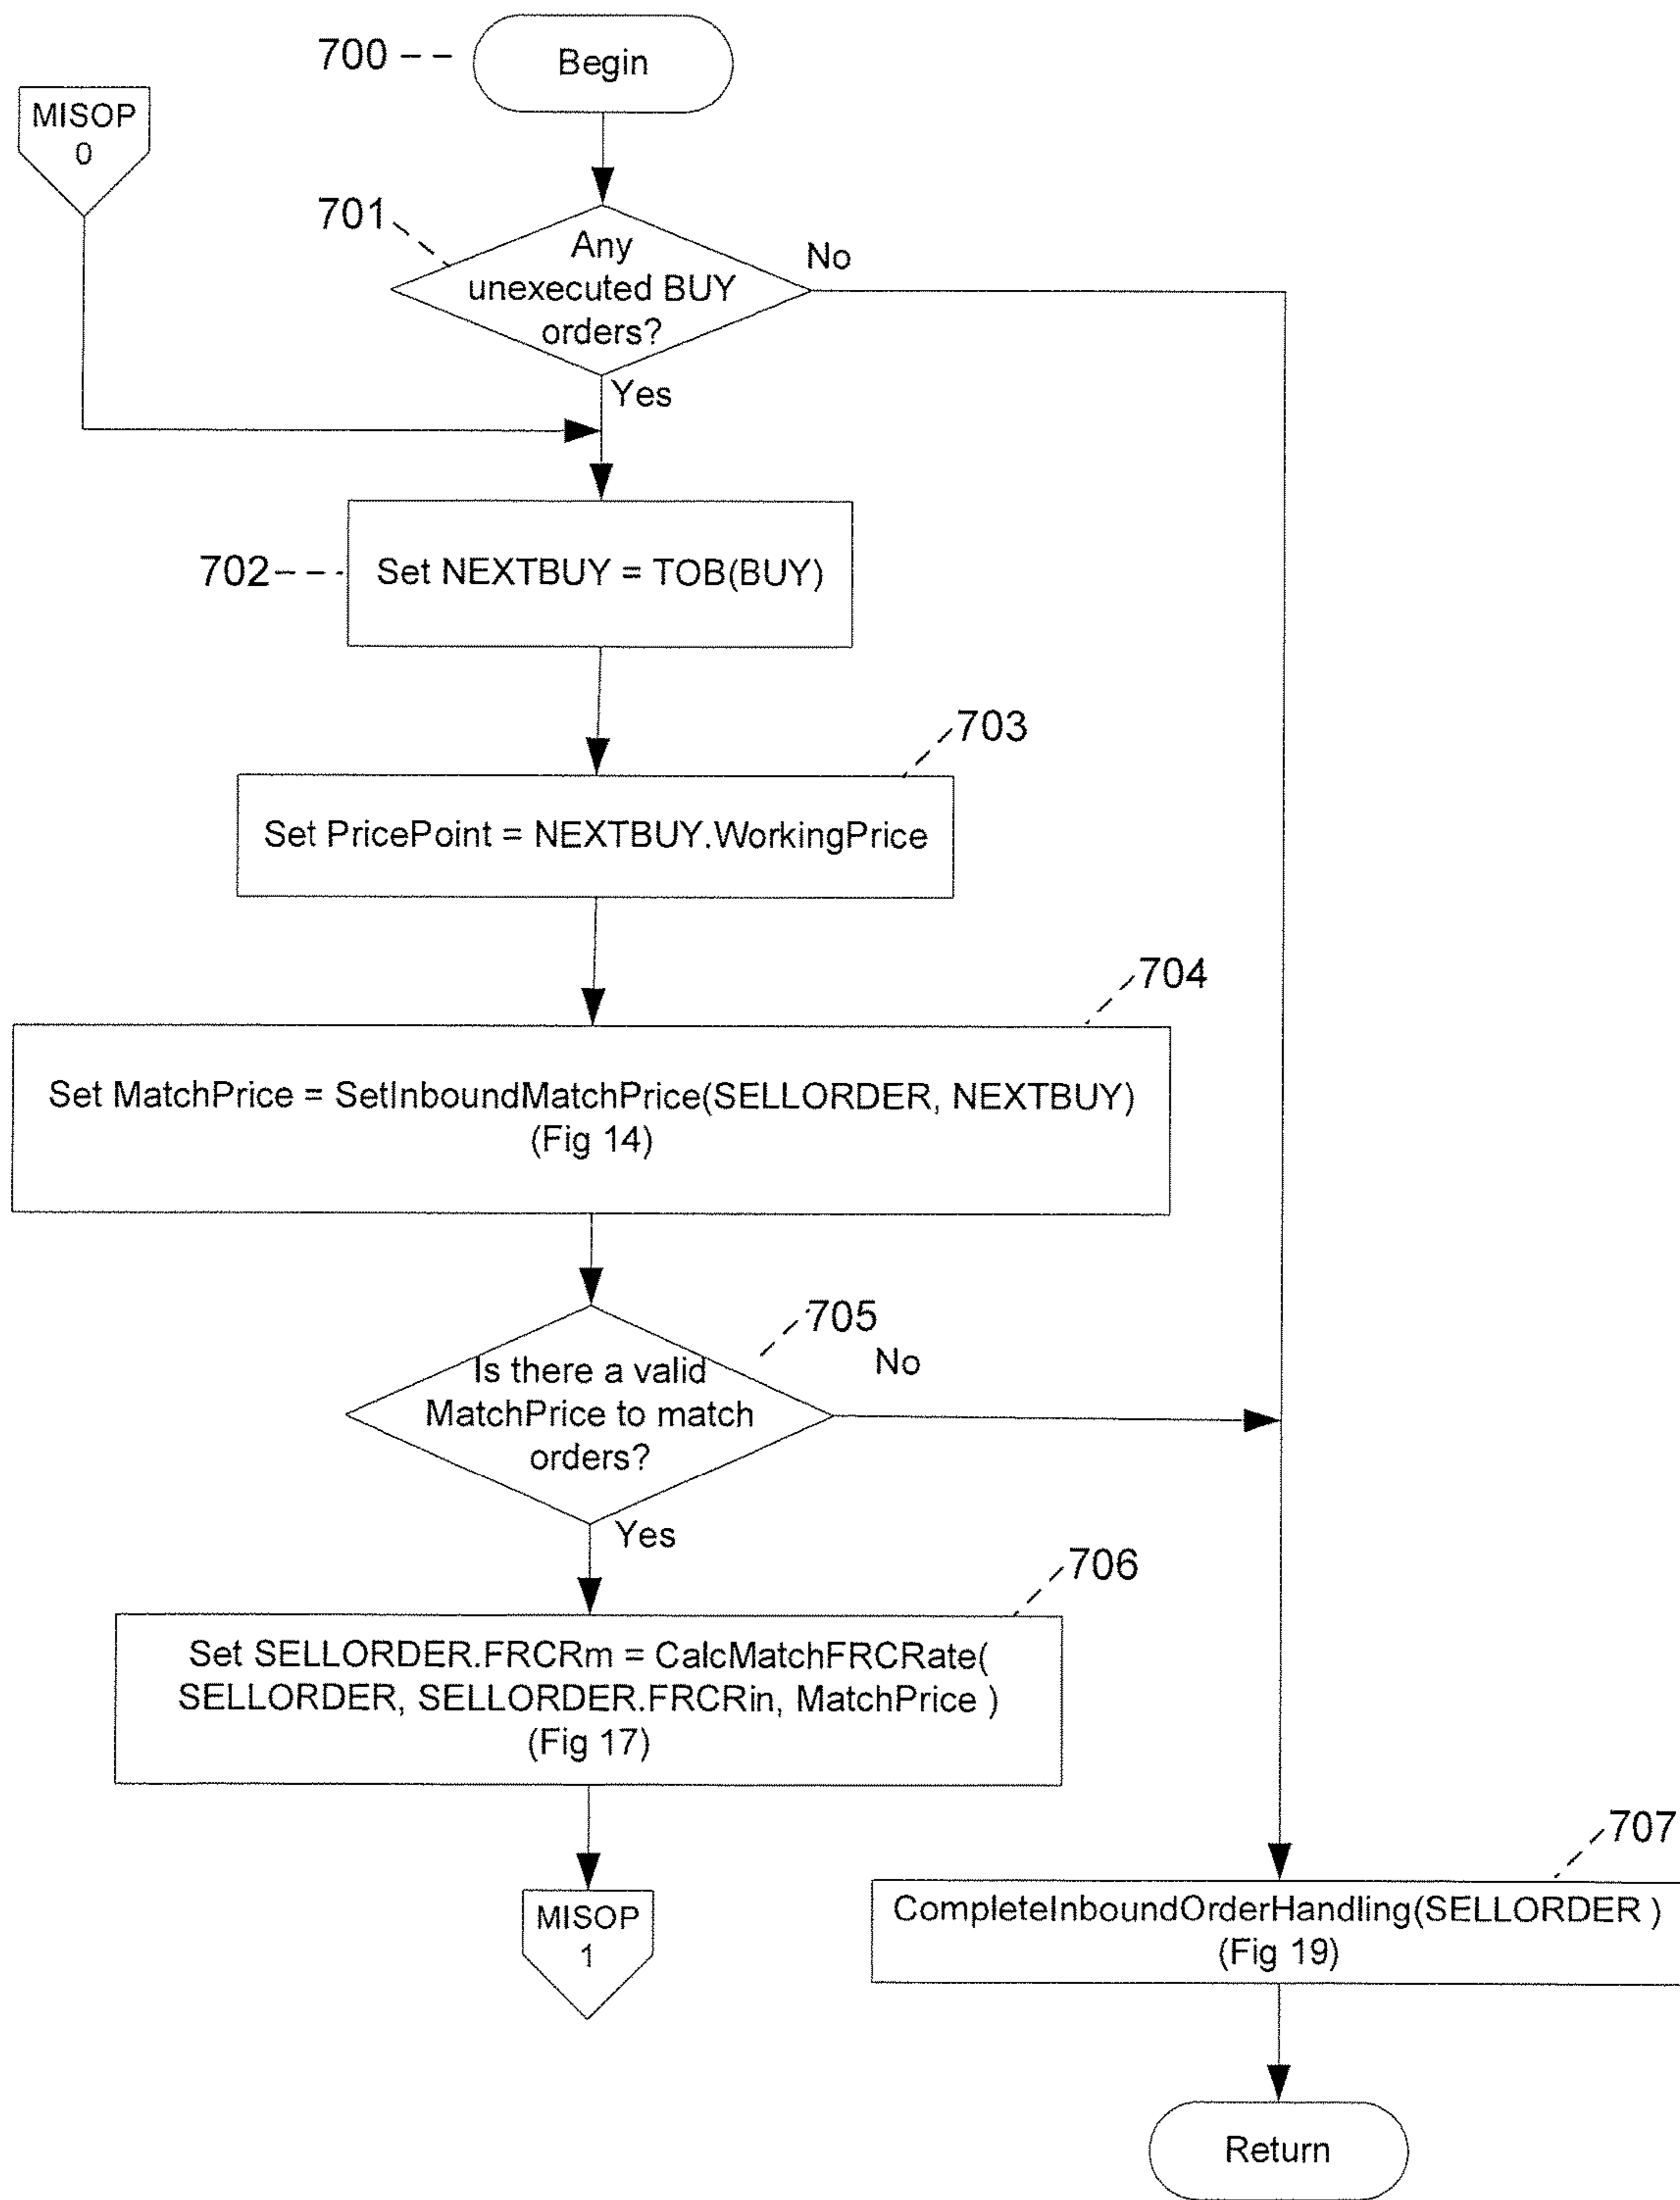 700
Begin
MISOP
0
701
Any
unexecuted BUY
orders?
No
Yes
702
Set NEXTBUY = TOB(BUY)
703
Set PricePoint = NEXTBUY.WorkingPrice
704
Set MatchPrice = SetInboundMatchPrice(SELLORDER, NEXTBUY)
(Fig 14)
705
Is there a valid
MatchPrice to match
orders?
No
Yes
706
Set SELLORDER.FRCRm = CalcMatchFRCRate(
SELLORDER, SELLORDER.FRCRin, MatchPrice )
(Fig 17)
MISOP
1
707
CompleteInboundOrderHandling(SELLORDER )
(Fig 19)
Return